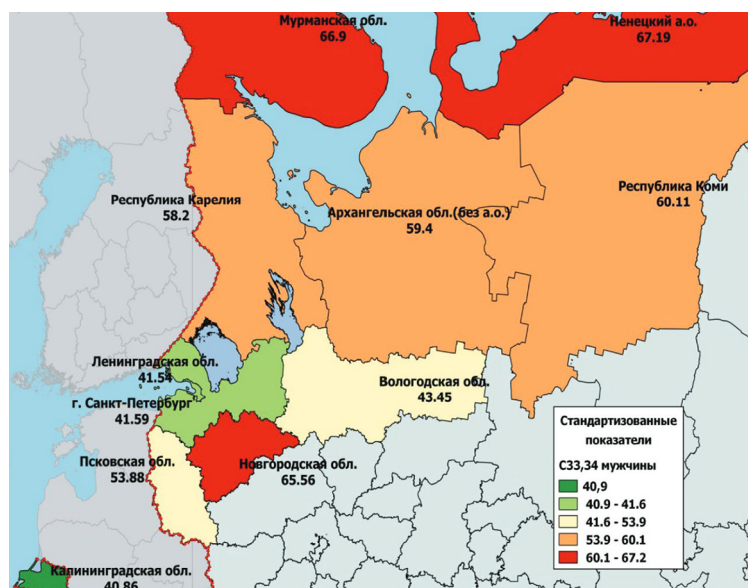 Мурманская обл.
66.9
Ненецкий а.о.
67.19
Республика Карелия
58.2
Архангельская обл.(без а.о.)
59.4
Республика Коми
60.11
Ленинградская обл.
41.54
г. Санкт-Петербург
41.59
Вологодская обл.
43.45
Псковская обл.
53.88
Новгородская обл.
65.56
Калининградская обл.
40.86
Стандартизованные
показатели
С33,34 мужчины
40,9
40.9 - 41.6
41.6 - 53.9
53.9 - 60.1
60.1 - 67.2